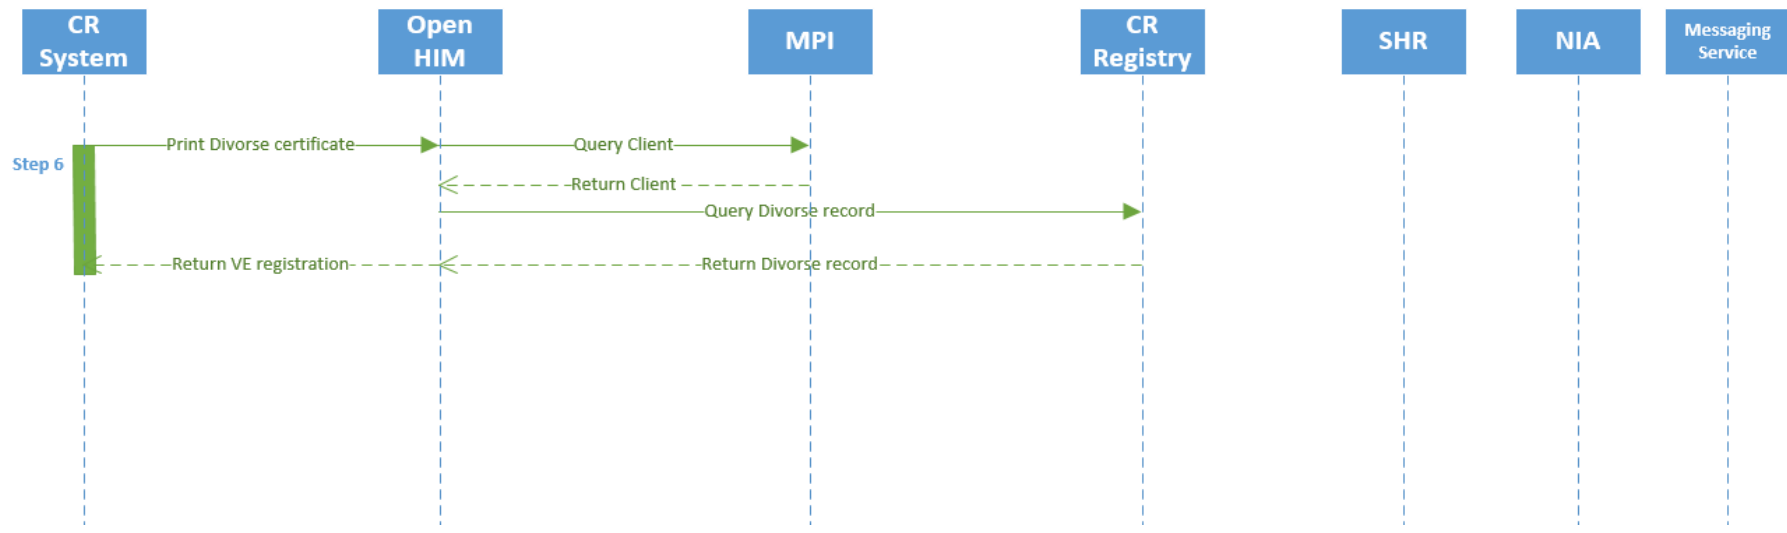 CR
System
Open
HIM
MPI
CR
Registry
SHR
NIA
Messaging
Service
Print Divorse certificate
Query Client
Step 6
Return Client
Query Divorse record
Return VE registration
Return Divorse record